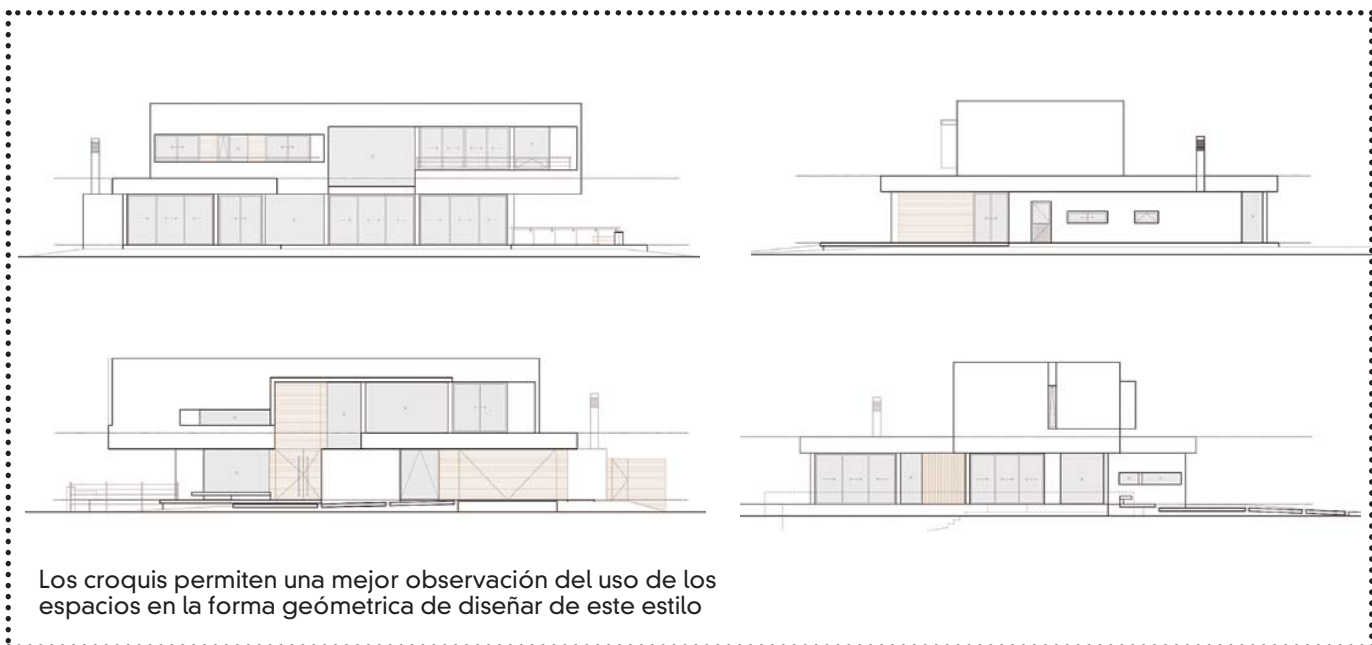 Los croquis permiten una mejor observación del uso de los
espacios en la forma geómetrica de diseñar de este estilo